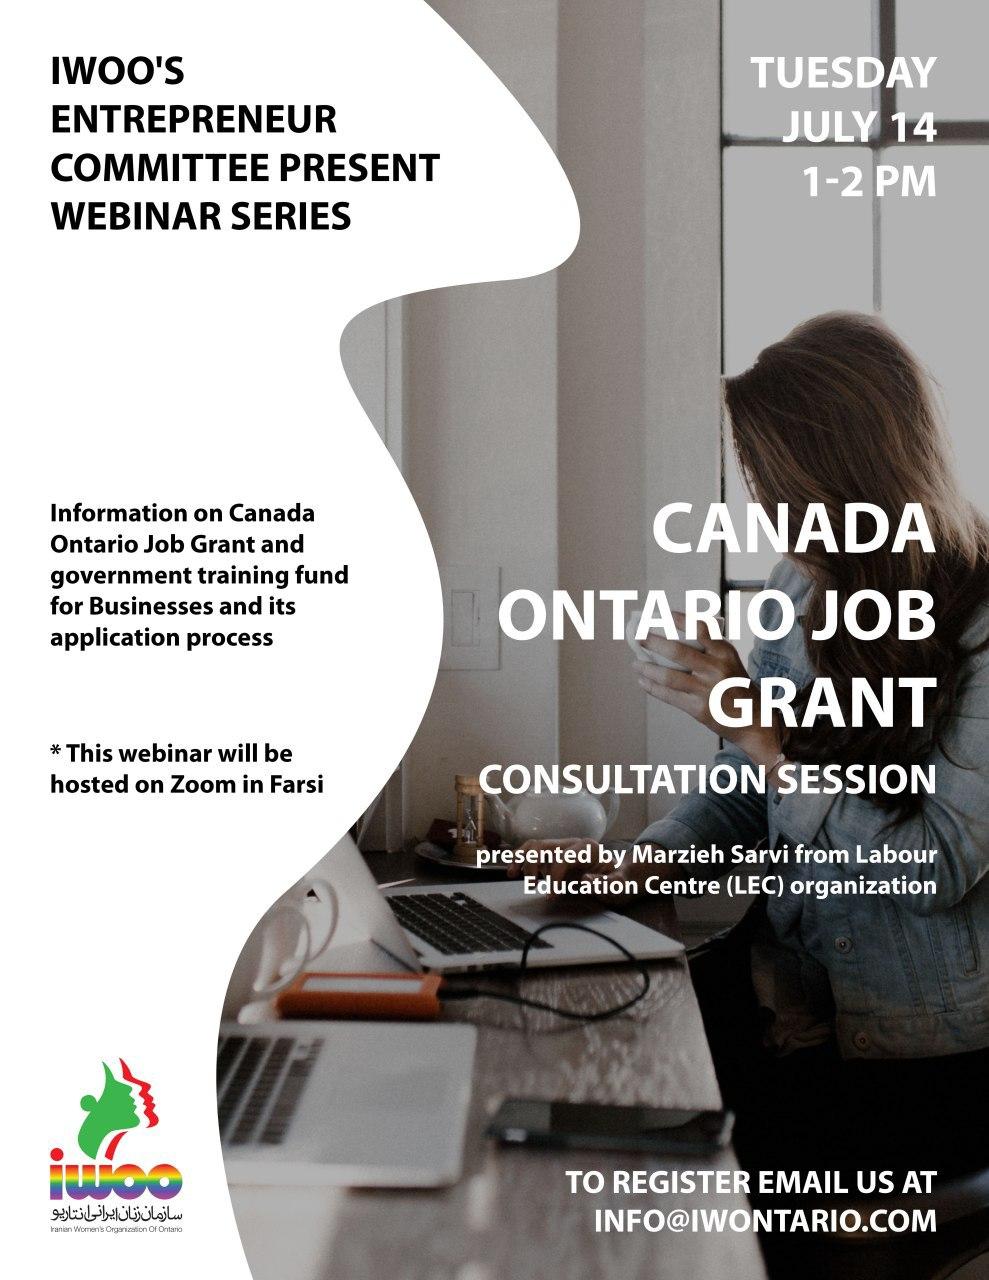 IWOO'S
ENTREPRENEUR
COMMITTEE PRESENT
WEBINAR SERIES
TUESDAY
JULY 14
1-2 PM
Information on Canada
Ontario Job Grant and
government training fund
for Businesses and its
application process
* This webinar will be
hosted on Zoom in Farsi
CANADA
ONTARIO JOB
GRANT
CONSULTATION SESSION
presented by Marzieh Sarvi from Labour
Education Centre (LEC) organization
iwoo
سازمان زنان ایرانی انتاریو
Iranian Women's Organization Of Ontario
TO REGISTER EMAIL US AT
INFO@IWONTARIO.COM